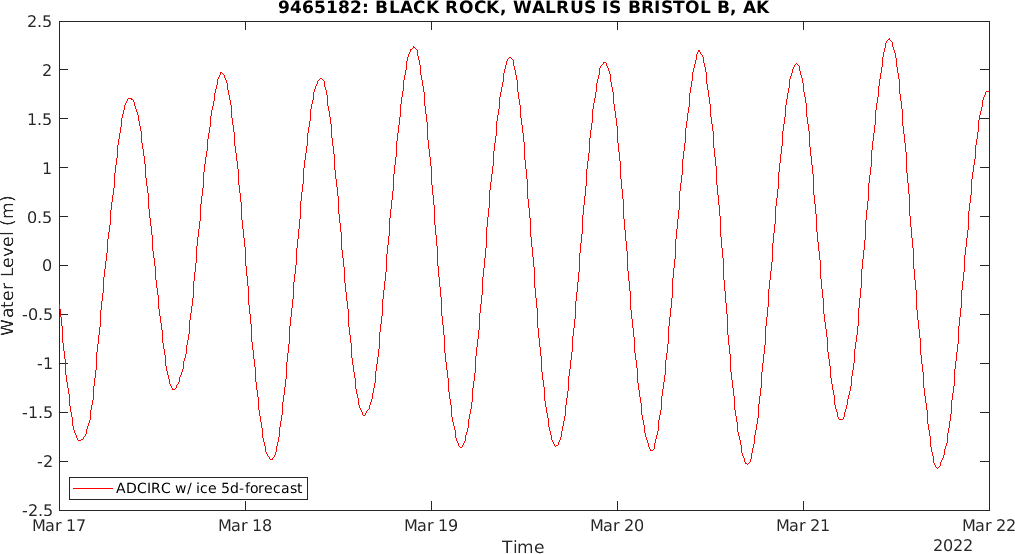 9465182: BLACK ROCK, WALRUS IS BRISTOL B, AK
Water Level (m)
2.5
2
1.5
1
0.5
0
-0.5
-1
-1.5
-2
-2.5
ADCIRC w/ ice 5d-forecast
Mar 17
Mar 18
Mar 19
Mar 20
Mar 21
Mar 22
Time
2022